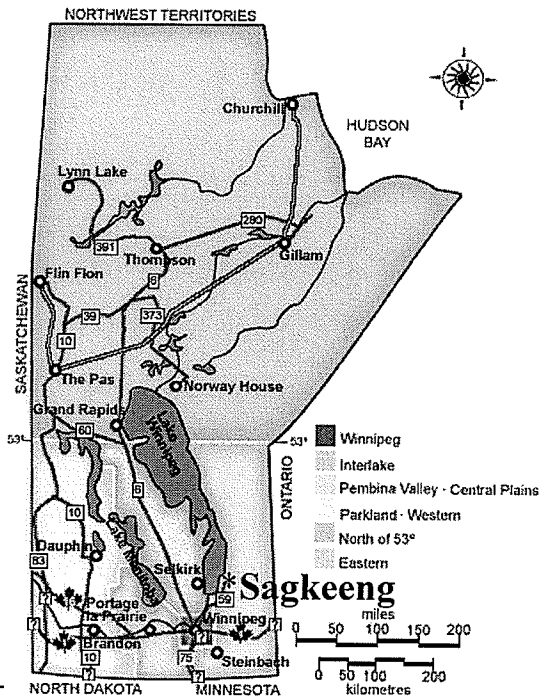 NORTHWEST TERRITORIES
Churchill
HUDSON
BAY
Lynn Lake
280
391
Thompson
Gillam
Flin Flon
6
SASKATCHEWAN
39
373
10
The Pas
Norway House
Grand Rapids
Lake
Winnipeg
60
53°
53°
Winnipeg
Interlake
Pembina Valley - Central Plains
Parkland - Western
North of 53°
Eastern
ONTARIO
6
10
Dauphin
Lake Manitoba
83
Selkirk
* Sagkeeng
59
Portage
la Prairie
Winnipeg
Brandon
10
75
Steinbach
NORTH DAKOTA
MINNESOTA
miles
0 50 100 150 200
0 50 100 200
kilometres